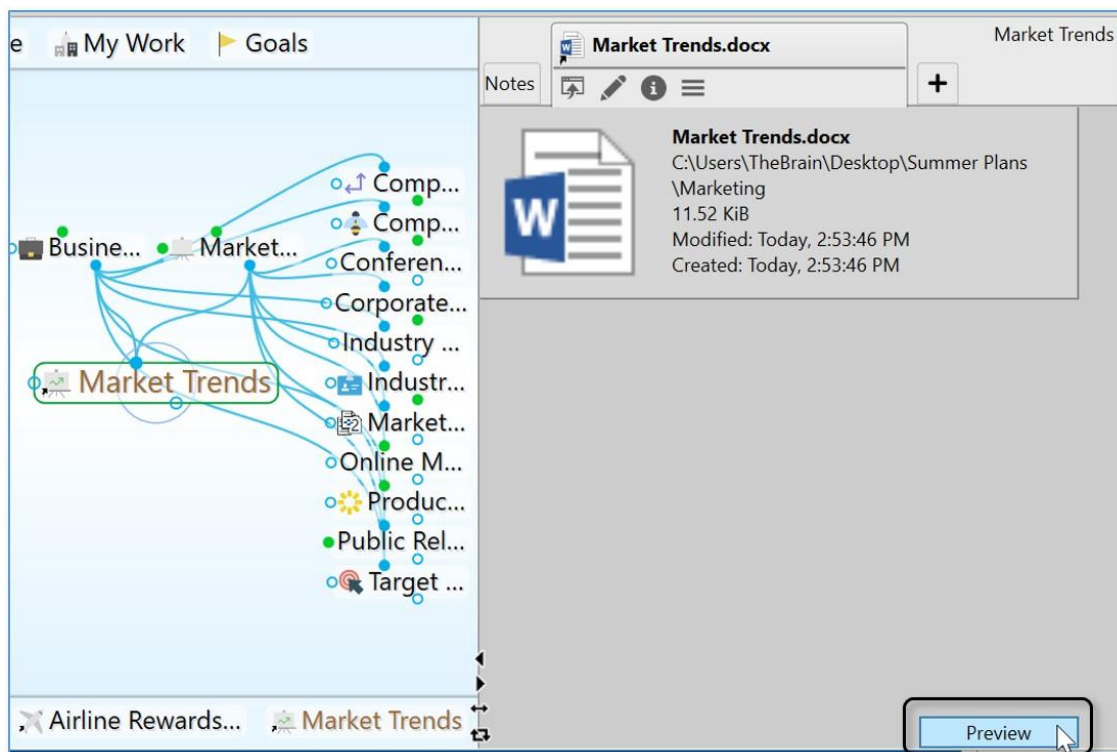 e My Work Goals
Market Trends
Market Trends.docx
Notes
Market Trends.docx
C:\Users\TheBrain\Desktop\Summer Plans
\Marketing
11.52 KiB
Modified: Today, 2:53:46 PM
Created: Today, 2:53:46 PM
W
Comp...
Comp...
Busine... Market...
Conferen...
Corporate...
Industry ...
Market Trends
Industr...
Market...
Online M...
Produc...
Public Rel...
Target ...
Airline Rewards... Market Trends
Preview